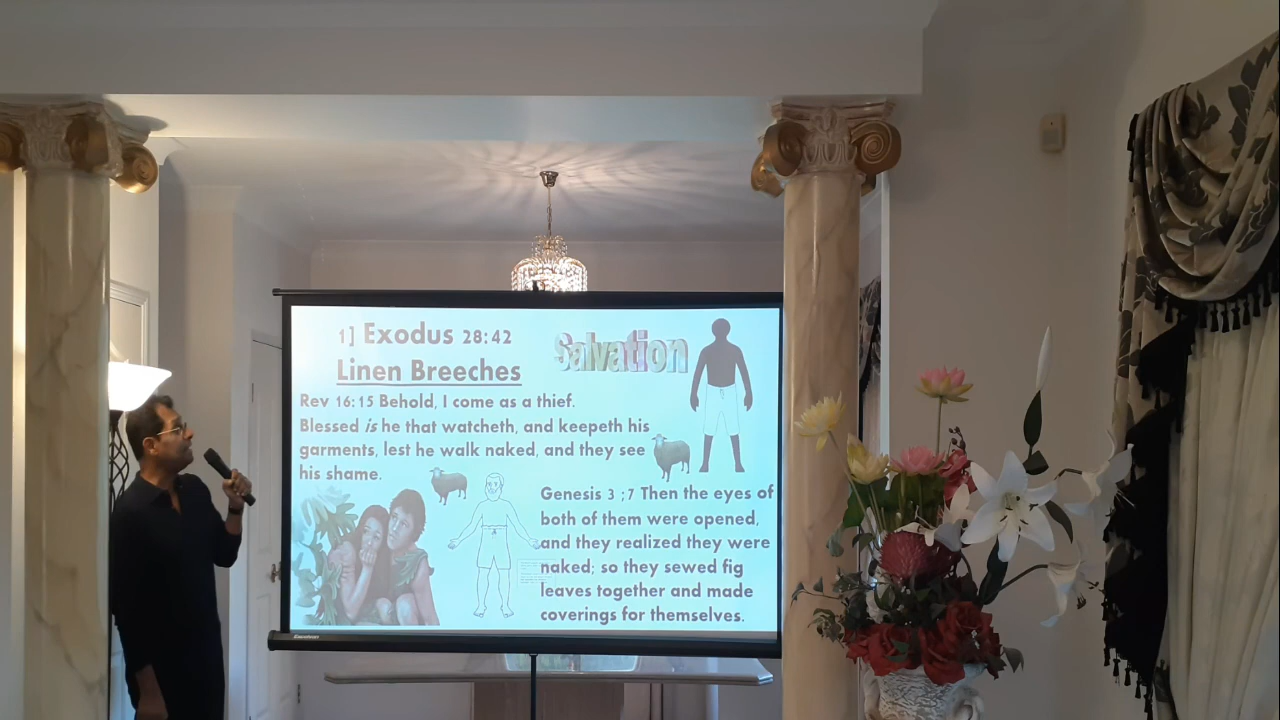 1] Exodus 28:42
Linen Breeches
Salvation
Rev 16:15 Behold, I come as a thief.
Blessed is he that watcheth, and keepeth his
garments, lest he walk naked, and they see
his shame.
Genesis 3 ;7 Then the eyes of
both of them were opened,
and they realized they were
naked; so they sewed fig
leaves together and made
coverings for themselves.